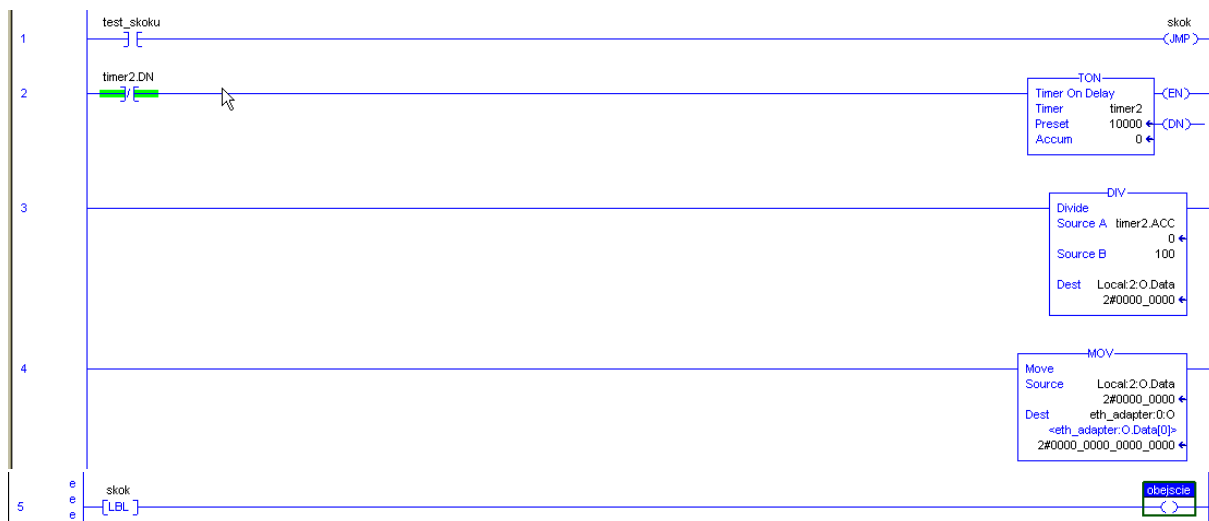 test_skoku
skok
1
JMP
timer2.DN
2
TON
Timer On Delay
EN
Timer timer2
Preset 10000
DN
Accum 0
3
DIV
Divide
Source A timer2.ACC
0
Source B 100
Dest Local:2:O.Data
2#0000_0000
4
MOV
Move
Source Local:2:O.Data
2#0000_0000
Dest eth_adapter:0:O
<eth_adapter:O.Data[0]>
2#0000_0000_0000_0000
e
skok
obejscie
e
5
LBL
e